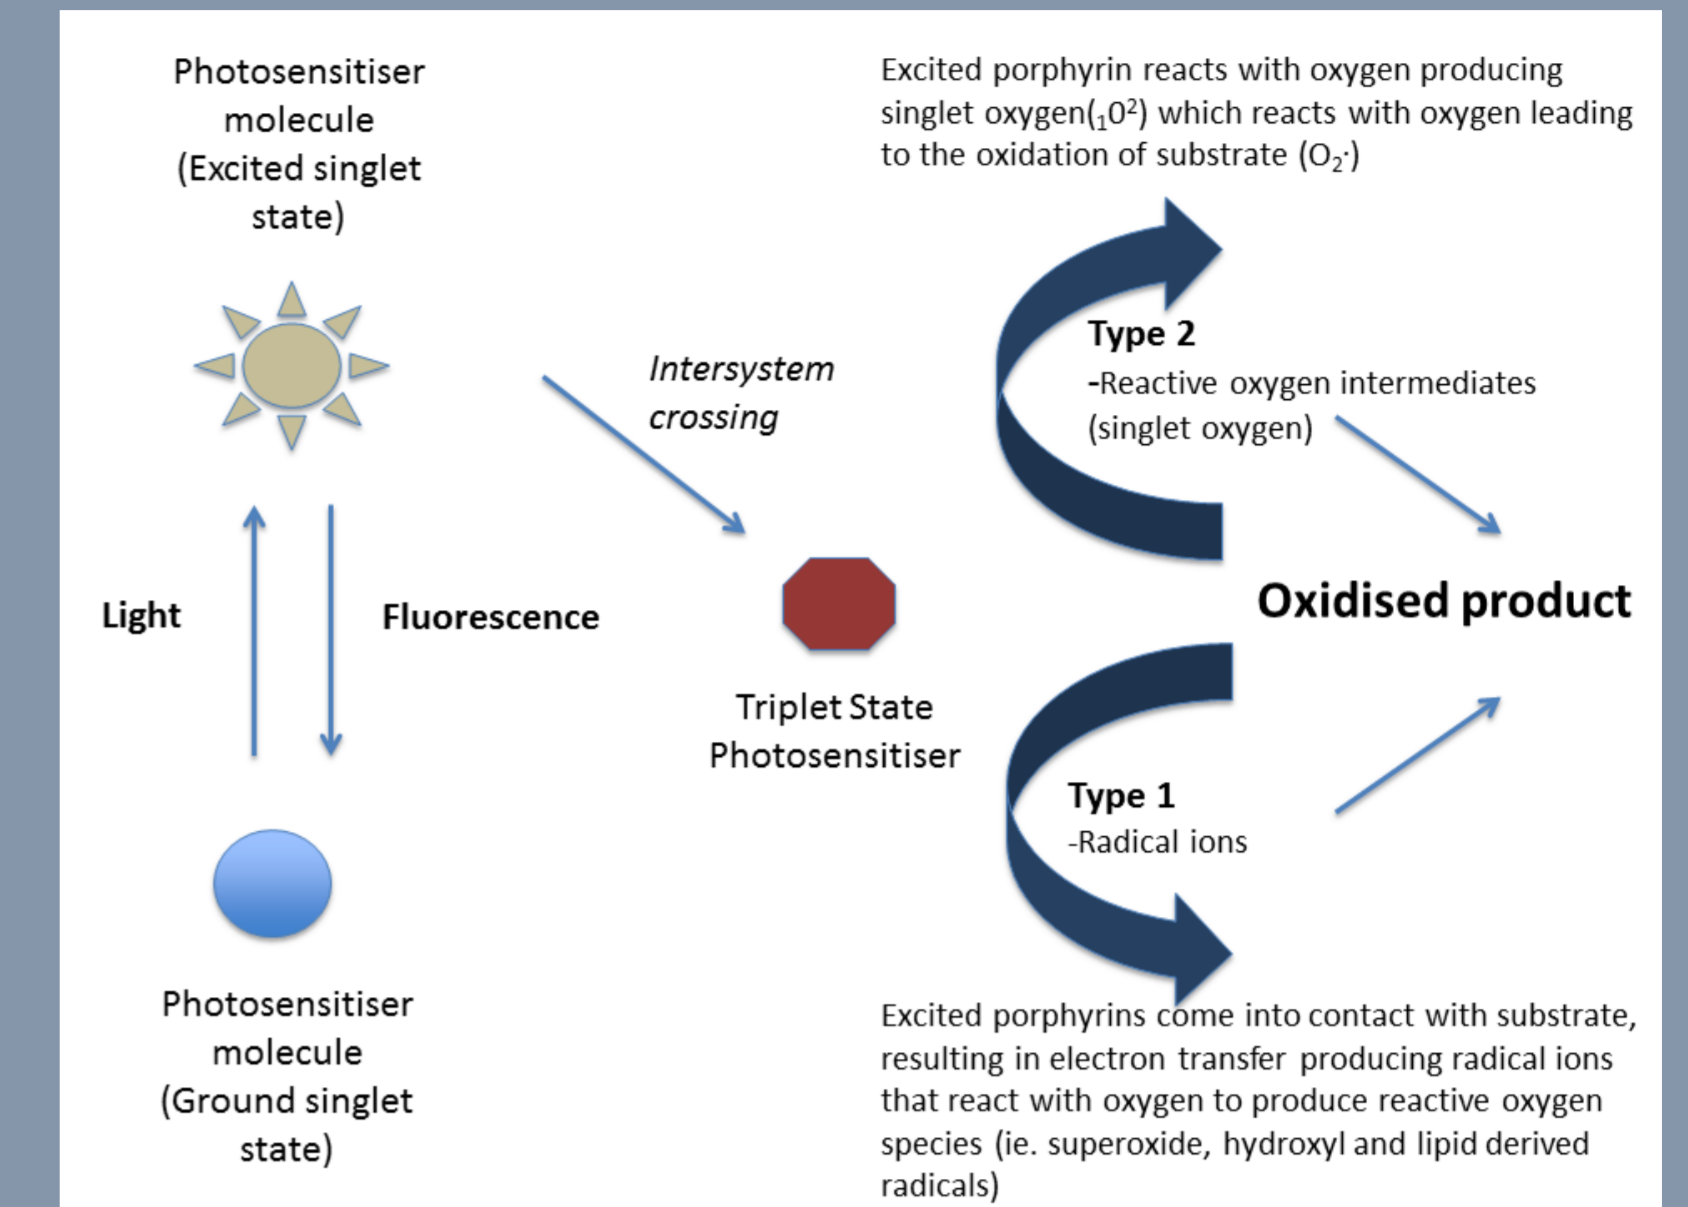 Photosensitiser
molecule
(Excited singlet
state)
Excited porphyrin reacts with oxygen producing
singlet oxygen(₁0²) which reacts with oxygen leading
to the oxidation of substrate (O₂·)
Intersystem
crossing
Type 2
-Reactive oxygen intermediates
(singlet oxygen)
Light
Fluorescence
Oxidised product
Triplet State
Photosensitiser
Type 1
-Radical ions
Photosensitiser
molecule
(Ground singlet
state)
Excited porphyrins come into contact with substrate,
resulting in electron transfer producing radical ions
that react with oxygen to produce reactive oxygen
species (ie. superoxide, hydroxyl and lipid derived
radicals)